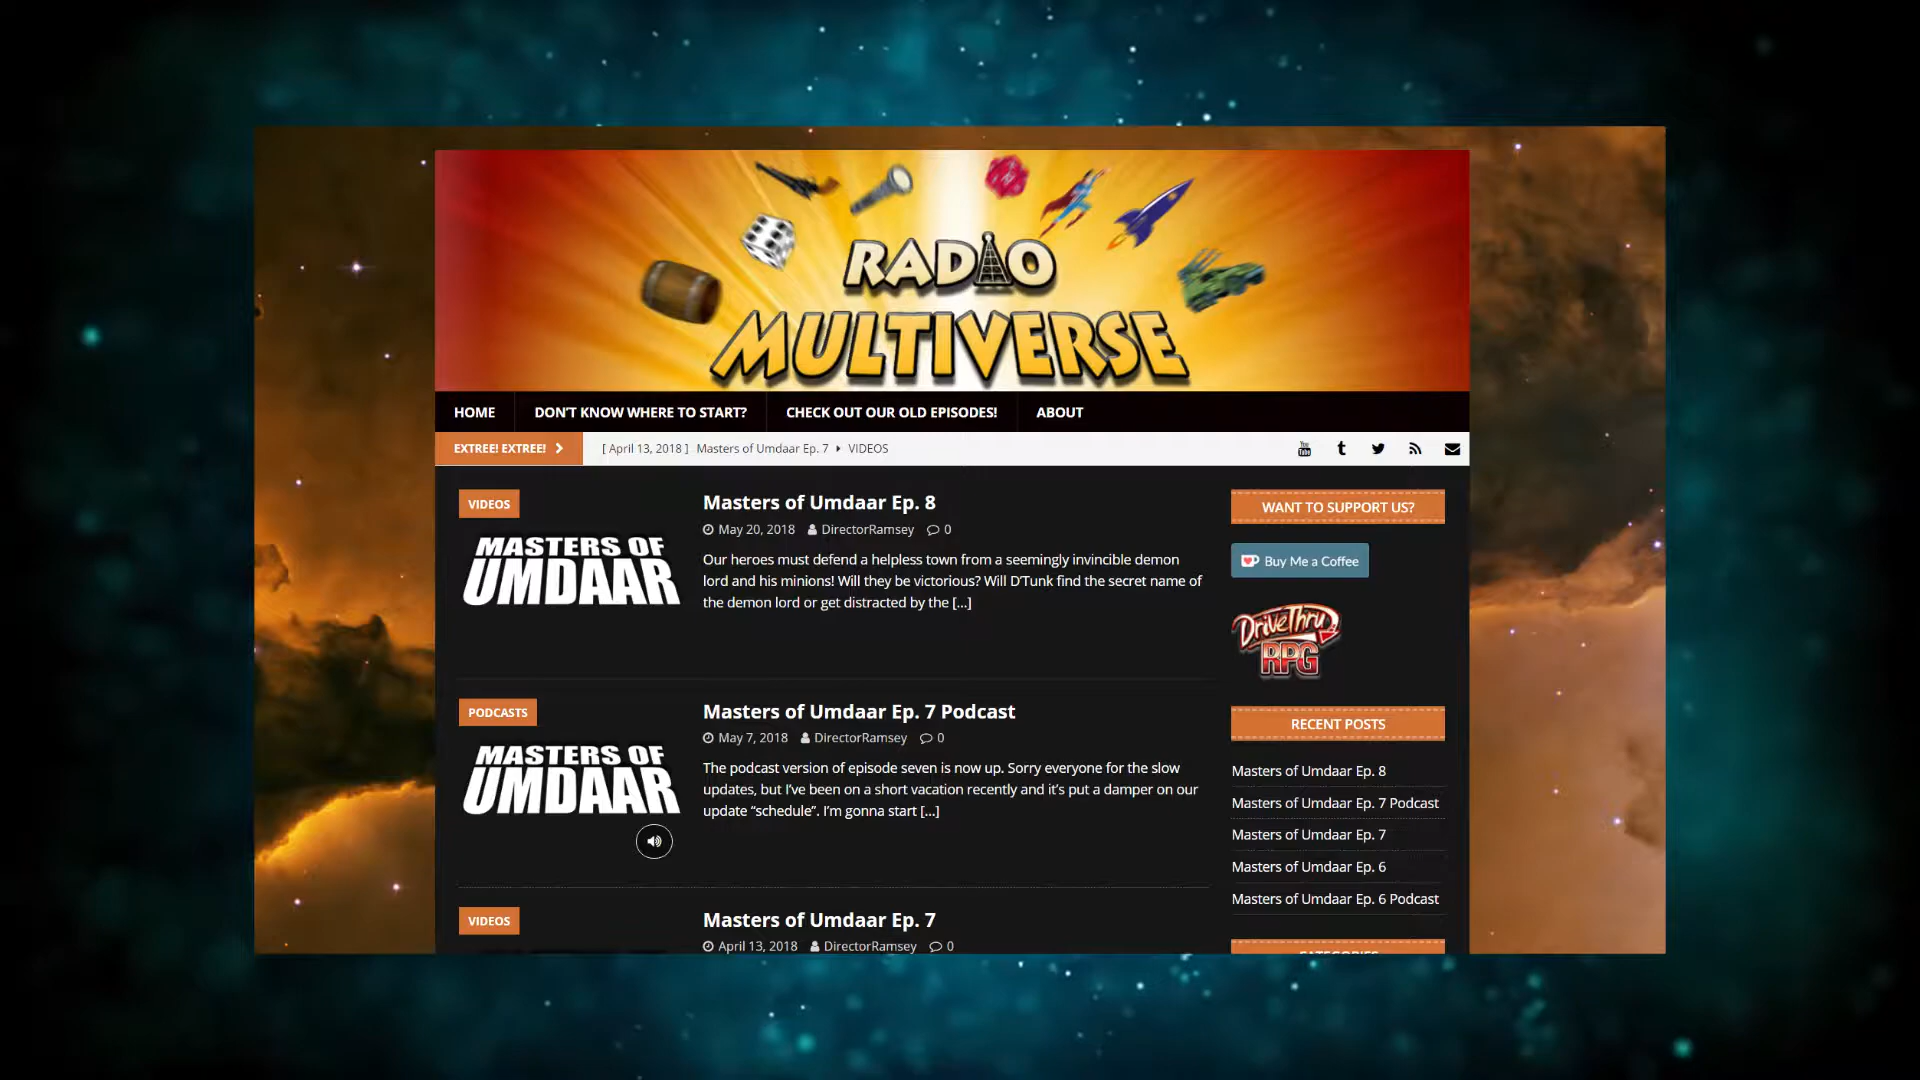 RADIO
MULTIVERSE
HOME
DON'T KNOW WHERE TO START?
CHECK OUT OUR OLD EPISODES!
ABOUT
EXTREE! EXTREE!
[ April 13, 2018 ] Masters of Umdaar Ep. 7 VIDEOS
You Tube
VIDEOS
MASTERS OF
UMDAAR
Masters of Umdaar Ep. 8
May 20, 2018 DirectorRamsey 0
Our heroes must defend a helpless town from a seemingly invincible demon
lord and his minions! Will they be victorious? Will D'Tunk find the secret name of
the demon lord or get distracted by the [...]
PODCASTS
MASTERS OF
UMDAAR
Masters of Umdaar Ep. 7 Podcast
May 7, 2018 DirectorRamsey 0
The podcast version of episode seven is now up. Sorry everyone for the slow
updates, but I've been on a short vacation recently and it's put a damper on our
update “schedule”. I'm gonna start [...]
VIDEOS
Masters of Umdaar Ep. 7
April 13, 2018 DirectorRamsey 0
WANT TO SUPPORT US?
Buy Me a Coffee
DriveThru
RPG
RECENT POSTS
Masters of Umdaar Ep. 8
Masters of Umdaar Ep. 7 Podcast
Masters of Umdaar Ep. 7
Masters of Umdaar Ep. 6
Masters of Umdaar Ep. 6 Podcast
CATEGORIES